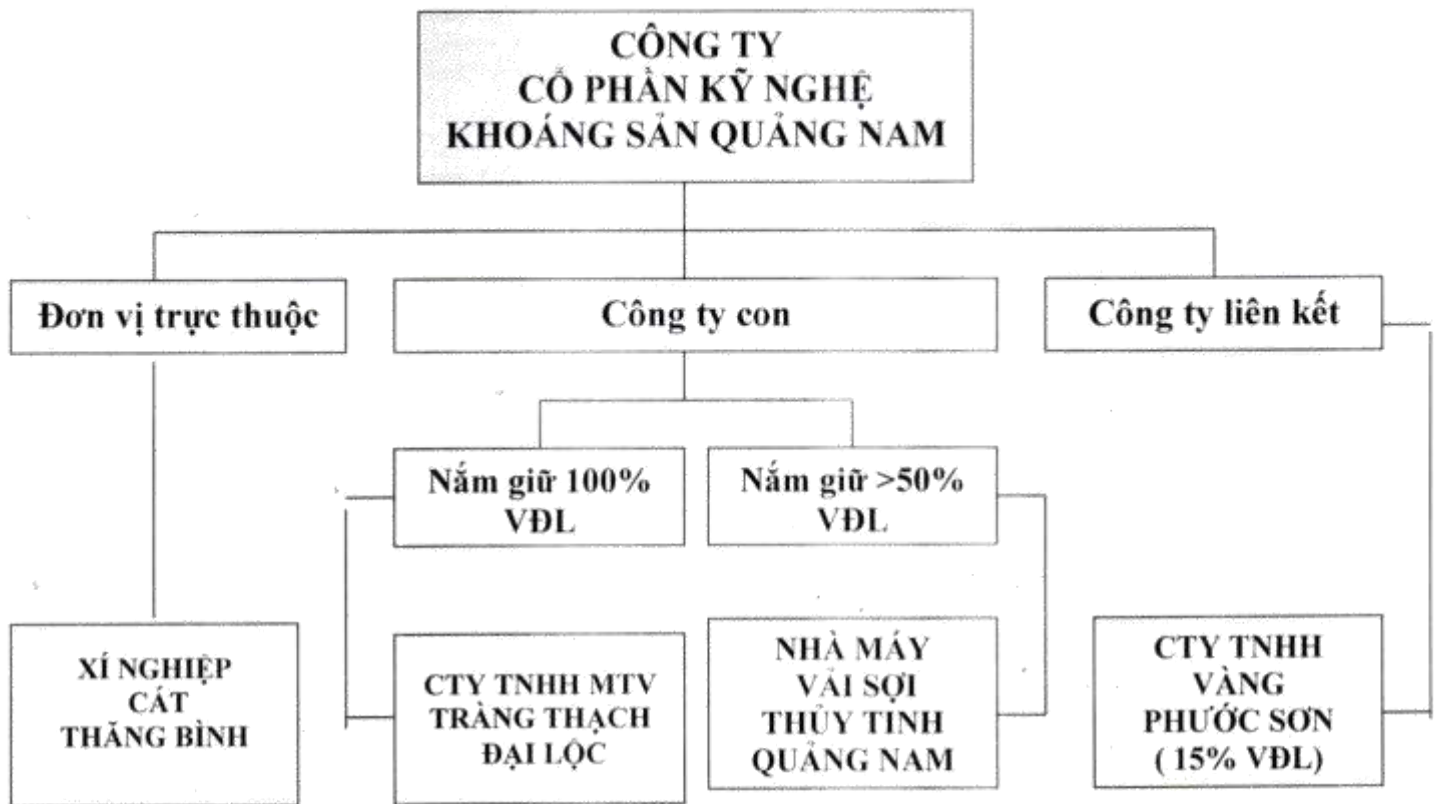 CÔNG TY
CỔ PHẦN KỸ NGHỆ
KHOÁNG SẢN QUẢNG NAM
Đơn vị trực thuộc
Công ty con
Công ty liên kết
Nắm giữ 100%
VĐL
Nắm giữ >50%
VĐL
XÍ NGHIỆP
CÁT
THĂNG BÌNH
CTY TNHH MTV
TRÀNG THẠCH
ĐẠI LỘC
NHÀ MÁY
VẢI SỢI
THỦY TINH
QUẢNG NAM
CTY TNHH
VÀNG
PHƯỚC SƠN
( 15% VĐL)